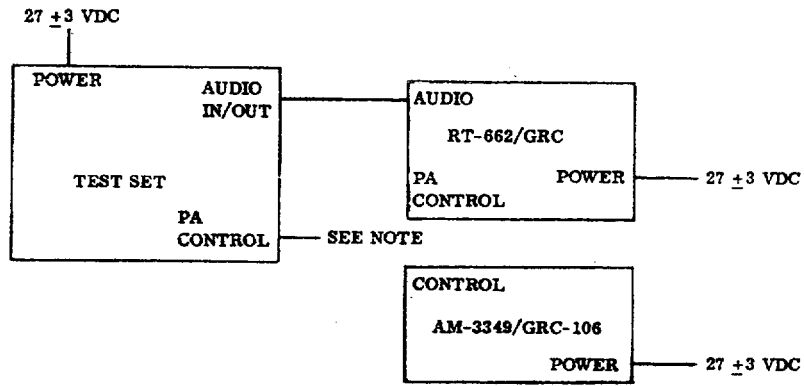 27 ±3 VDC
POWER
AUDIO
IN/OUT
TEST SET
PA
CONTROL
SEE NOTE
AUDIO
RT-662/GRC
PA
CONTROL
POWER
27 ±3 VDC
CONTROL
AM-3349/GRC-106
POWER
27 ±3 VDC